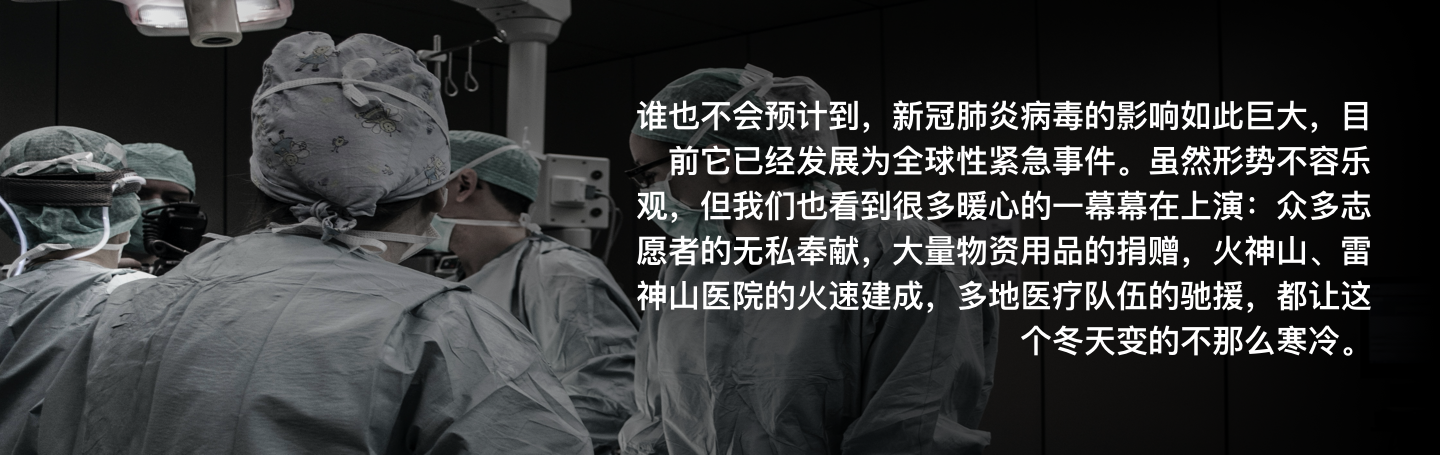 谁也不会预计到，新冠肺炎病毒的影响如此巨大，目
前它已经发展为全球性紧急事件。虽然形势不容乐
观，但我们也看到很多暖心的一幕幕在上演：众多志
愿者的无私奉献，大量物资用品的捐赠，火神山、雷
神山医院的火速建成，多地医疗队伍的驰援，都让这
个冬天变的不那么寒冷。